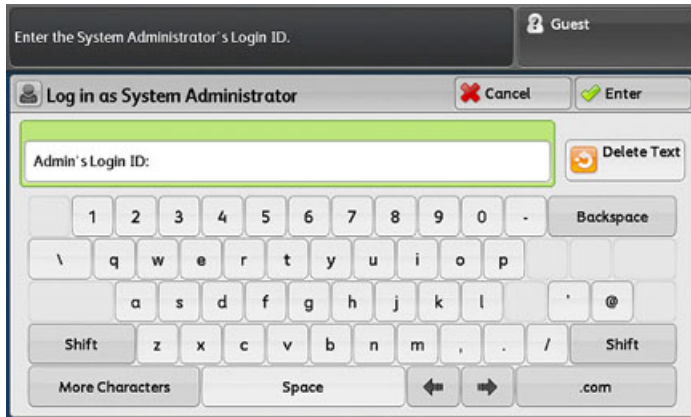 Enter the System Administrator's Login ID.
Guest
Log in as System Administrator
Cancel
Enter
Admin's Login ID:
Delete Text
1 2 3 4 5 6 7 8 9 0 - Backspace
\ q w e r t y u i o p
a s d f g h j k l ' @
Shift z x c v b n m , . / Shift
More Characters Space .com